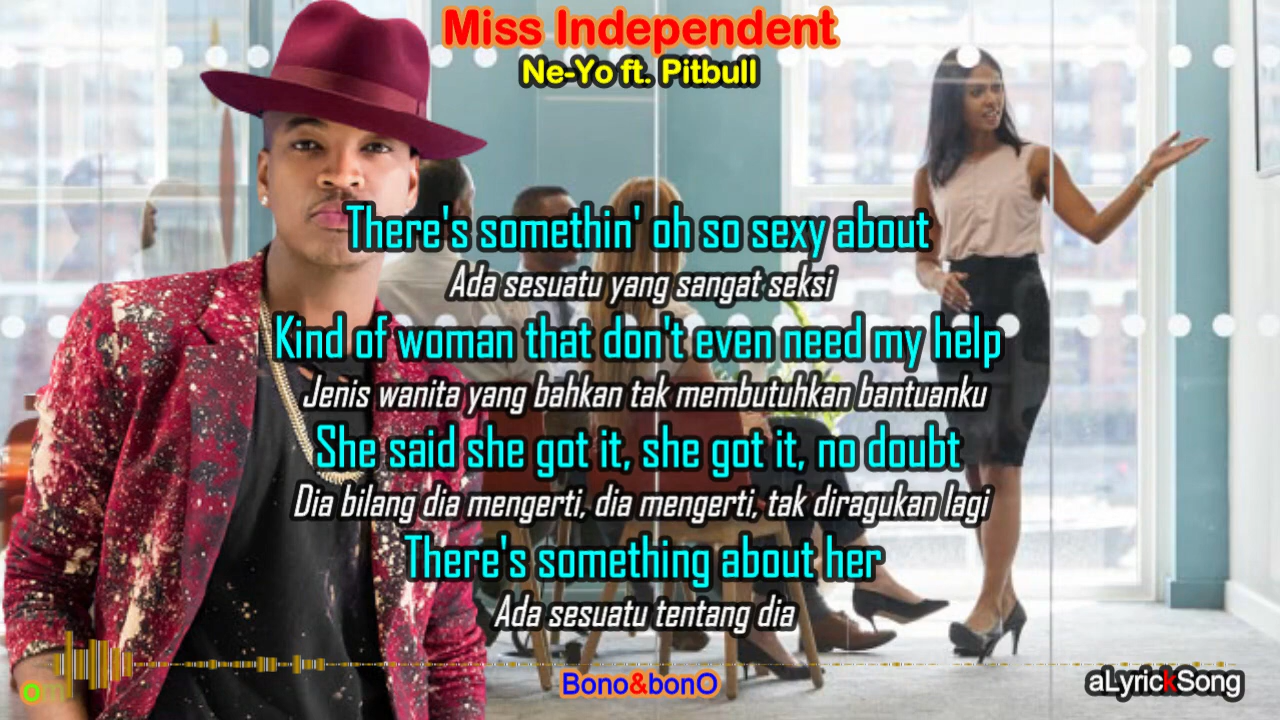 Miss Independent
Ne-Yo ft. Pitbull
There's somethin' oh so sexy about
Ada sesuatu yang sangat seksi
Kind of woman that don't even need my help
Jenis wanita yang bahkan tak membutuhkan bantuanku
She said she got it, she got it, no doubt
Dia bilang dia mengerti, dia mengerti, tak diragukan lagi
There's something about her
Ada sesuatu tentang dia
Bono&bonO
aLyrickSong